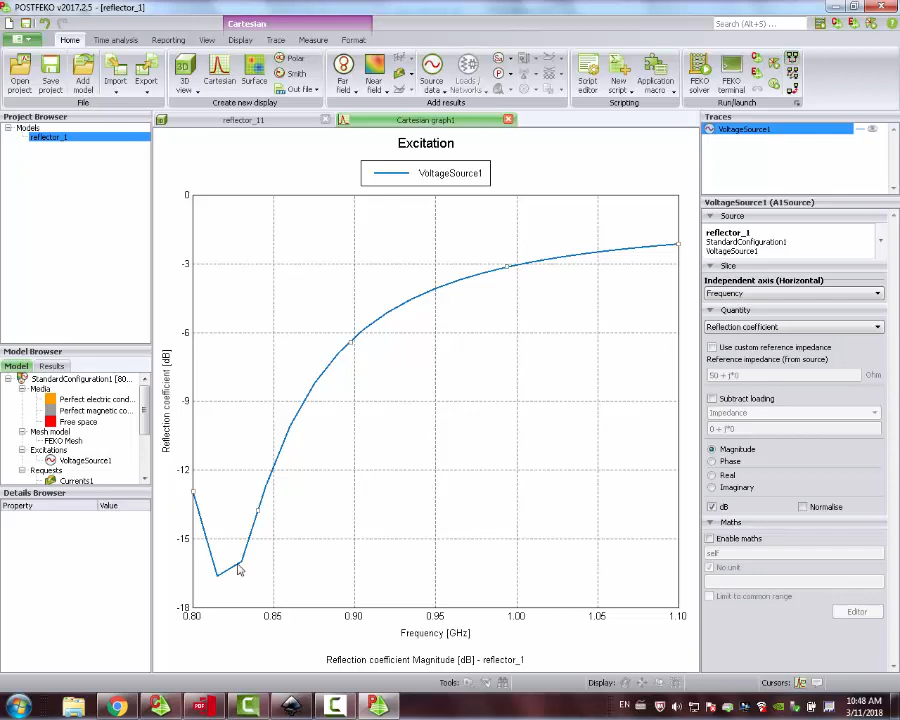 POSTFEKO v2017.2.5 - [reflector_1]
Cartesian
Search (Alt+S) . . .
Home Time analysis Reporting View Display Trace Measure Format
Open project
Save project
Add model
Import
Export
3D view
Cartesian
Surface
Polar
Smith
Out file
Far field
Near field
Source data
Loads / Networks
Script editor
New script
Application macro
FEKO solver
FEKO terminal
File
Create new display
Add results
Scripting
Run/launch
Project Browser
Models
reflector_1
reflector_11
Cartesian graph1
Excitation
VoltageSource1
0
-3
-6
-9
-12
-15
-18
0.80 0.85 0.90 0.95 1.00 1.05 1.10
Reflection coefficient [dB]
Frequency [GHz]
Reflection coefficient Magnitude [dB] - reflector_1
Model Browser
Model Results
StandardConfiguration1 [80...
Media
Perfect electric cond...
Perfect magnetic co...
Free space
Mesh model
FEKO Mesh
Excitations
VoltageSource1
Requests
Currents1
Details Browser
Property Value
Traces
VoltageSource1
VoltageSource1 (A1Source)
Source
reflector_1
StandardConfiguration1
VoltageSource1
Slice
Independent axis (Horizontal)
Frequency
Quantity
Reflection coefficient
Use custom reference impedance
Reference impedance (from source)
50 + j*0 Ohm
Subtract loading
Impedance
0 + j*0
Magnitude
Phase
Real
Imaginary
dB Normalise
Maths
Enable maths
self
No unit
Limit to common range
Editor
Tools: Display: Cursors:
EN
10:48 AM
3/11/2018